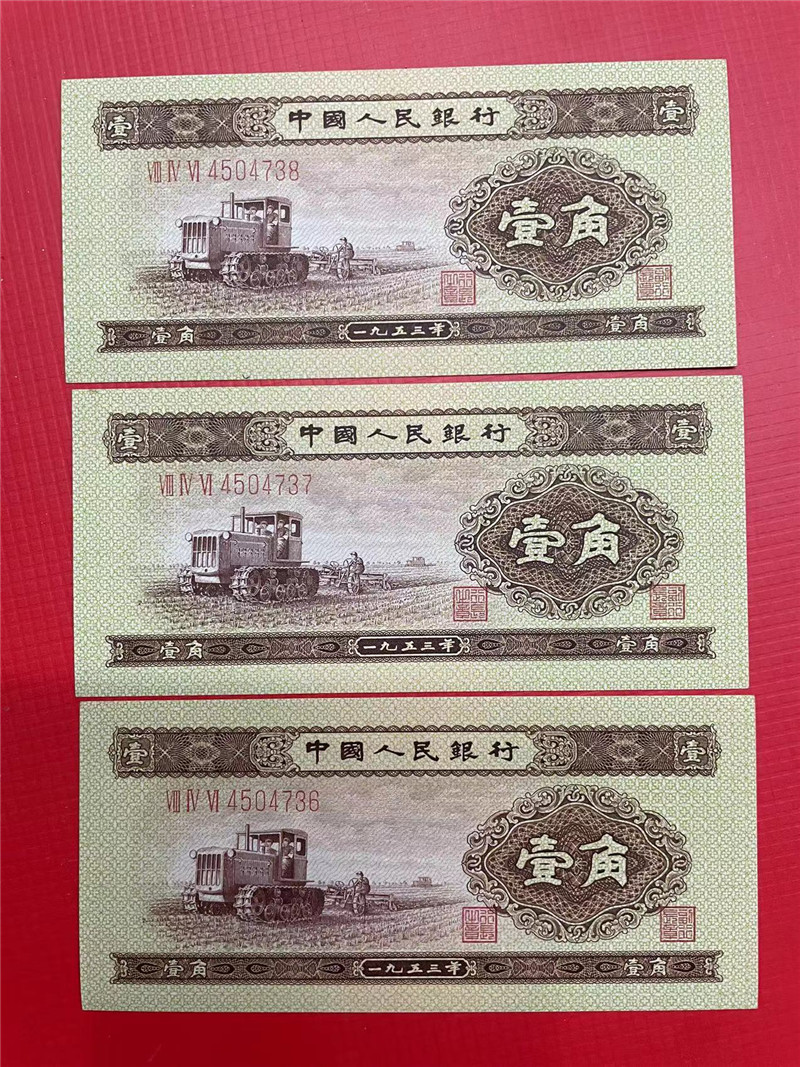 壹 中國人民銀行 壹
VIII IV VI 4504738
壹角
壹角 一九五三年 壹角
壹 中國人民銀行 壹
VIII IV VI 4504737
壹角
壹角 一九五三年 壹角
壹 中國人民銀行 壹
VIII IV VI 4504736
壹角
壹角 一九五三年 壹角